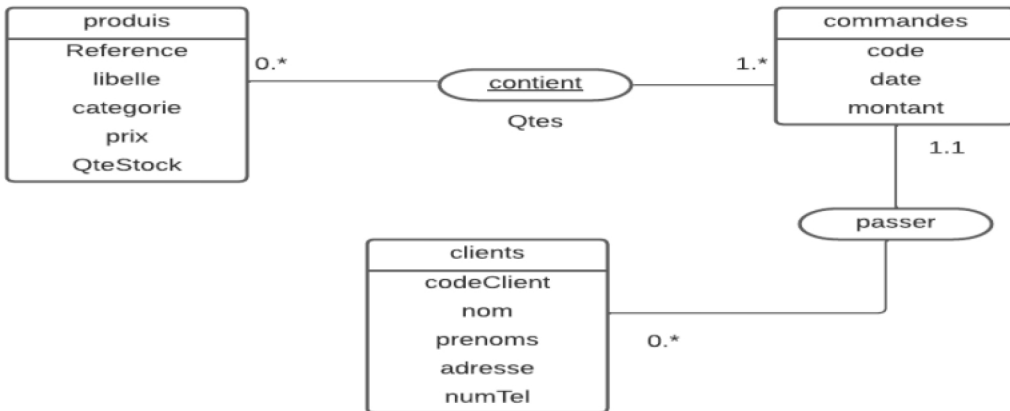 produis
Reference
libelle
categorie
prix
QteStock
0.*
contient
Qtes
1.*
commandes
code
date
montant
1.1
passer
clients
codeClient
nom
prenoms
adresse
numTel
0.*